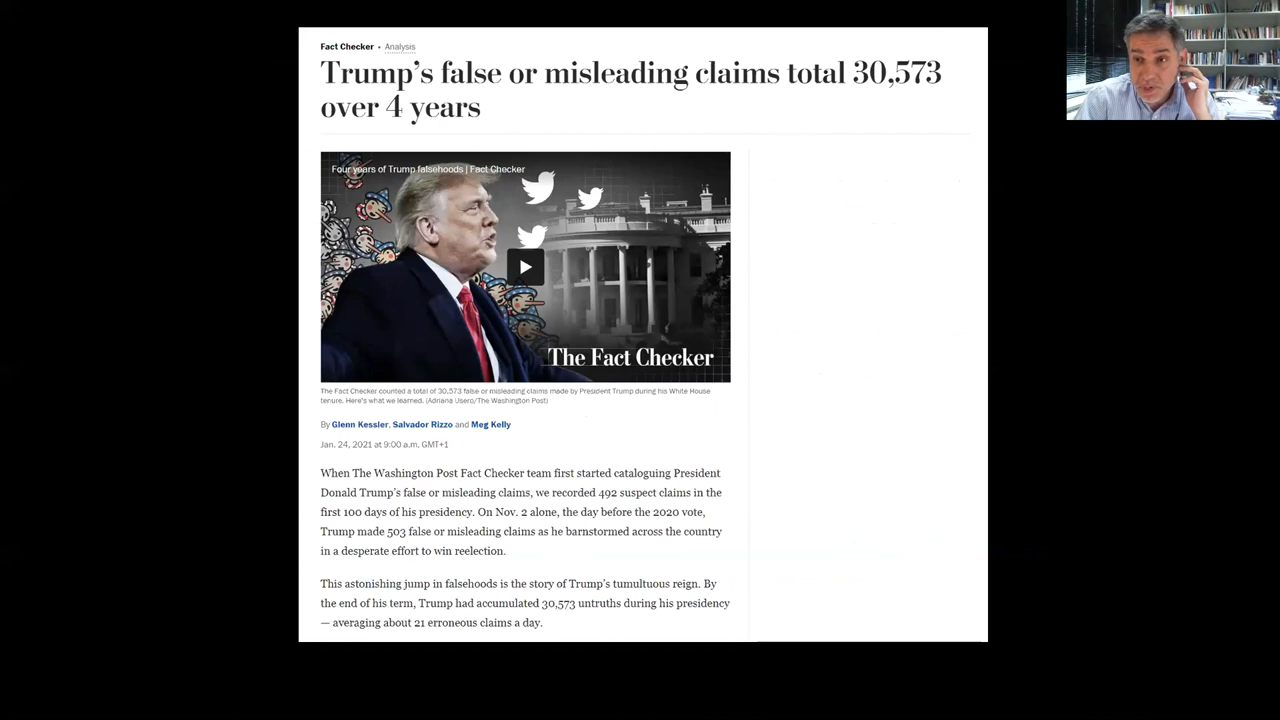 Fact Checker • Analysis
Trump's false or misleading claims total 30,573
over 4 years
Four years of Trump falsehoods | Fact Checker
The Fact Checker
The Fact Checker counted a total of 30,573 false or misleading claims made by President Trump during his White House
tenure. Here's what we learned. (Adriana Usero/The Washington Post)
By Glenn Kessler, Salvador Rizzo and Meg Kelly
Jan. 24, 2021 at 9:00 a.m. GMT+1
When The Washington Post Fact Checker team first started cataloguing President
Donald Trump's false or misleading claims, we recorded 492 suspect claims in the
first 100 days of his presidency. On Nov. 2 alone, the day before the 2020 vote,
Trump made 503 false or misleading claims as he barnstormed across the country
in a desperate effort to win reelection.
This astonishing jump in falsehoods is the story of Trump's tumultuous reign. By
the end of his term, Trump had accumulated 30,573 untruths during his presidency
— averaging about 21 erroneous claims a day.